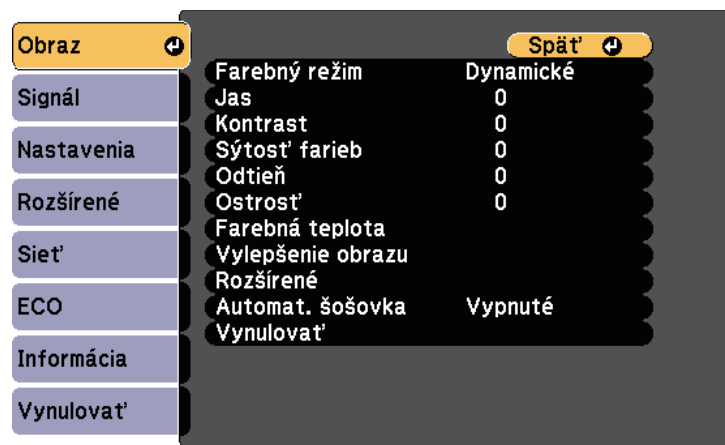 Obraz
Signál
Nastavenia
Rozšírené
Sieť
ECO
Informácia
Vynulovať
Späť
Farebný režim Dynamické
Jas 0
Kontrast 0
Sýtosť farieb 0
Odtieň 0
Ostrosť 0
Farebná teplota
Vylepšenie obrazu
Rozšírené
Automat. šošovka Vypnuté
Vynulovať